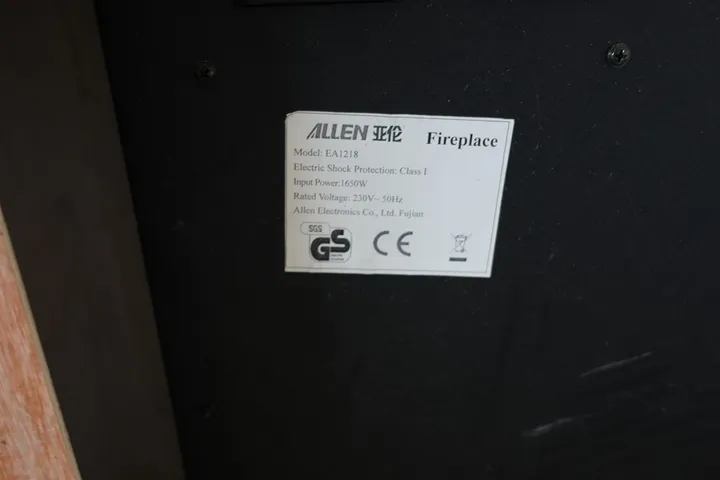 ALLEN 亚伦 Fireplace
Model: EA1218
Electric Shock Protection: Class I
Input Power:1650W
Rated Voltage: 230V~ 50Hz
Allen Electronics Co., Ltd. Fujian
SGS
GS
CE